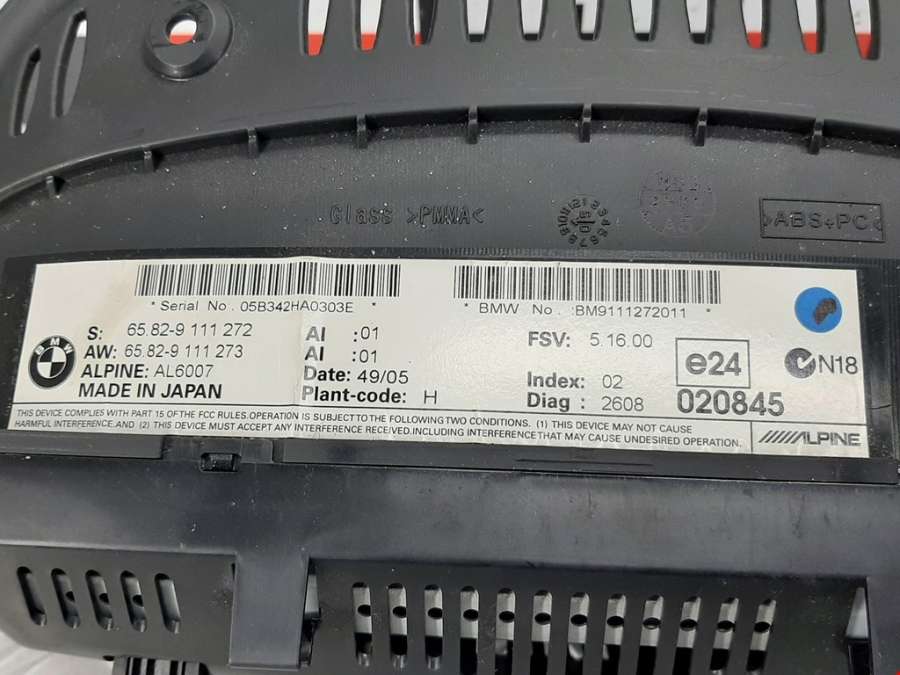 Glass >PMMA<
>ABS+PC<
* Serial No. 05B342HA0303E *
* BMW No. :BM9111272011 *
BMW
S: 65.82-9 111 272
AW: 65.82-9 111 273
ALPINE: AL6007
MADE IN JAPAN
AI :01
AI :01
Date: 49/05
Plant-code: H
FSV: 5.16.00
Index: 02
Diag : 2608
e24
020845
N18
THIS DEVICE COMPLIES WITH PART 15 OF THE FCC RULES.OPERATION IS SUBJECT TO THE FOLLOWING TWO CONDITIONS. (1) THIS DEVICE MAY NOT CAUSE
HARMFUL INTERFERENCE.AND (2) THIS DEVICE MUST ACCEPT ANY INTERFERENCE RECEIVED.INCLUDING INTERFERENCE THAT MAY CAUSE UNDESIRED OPERATION.
ALPINE